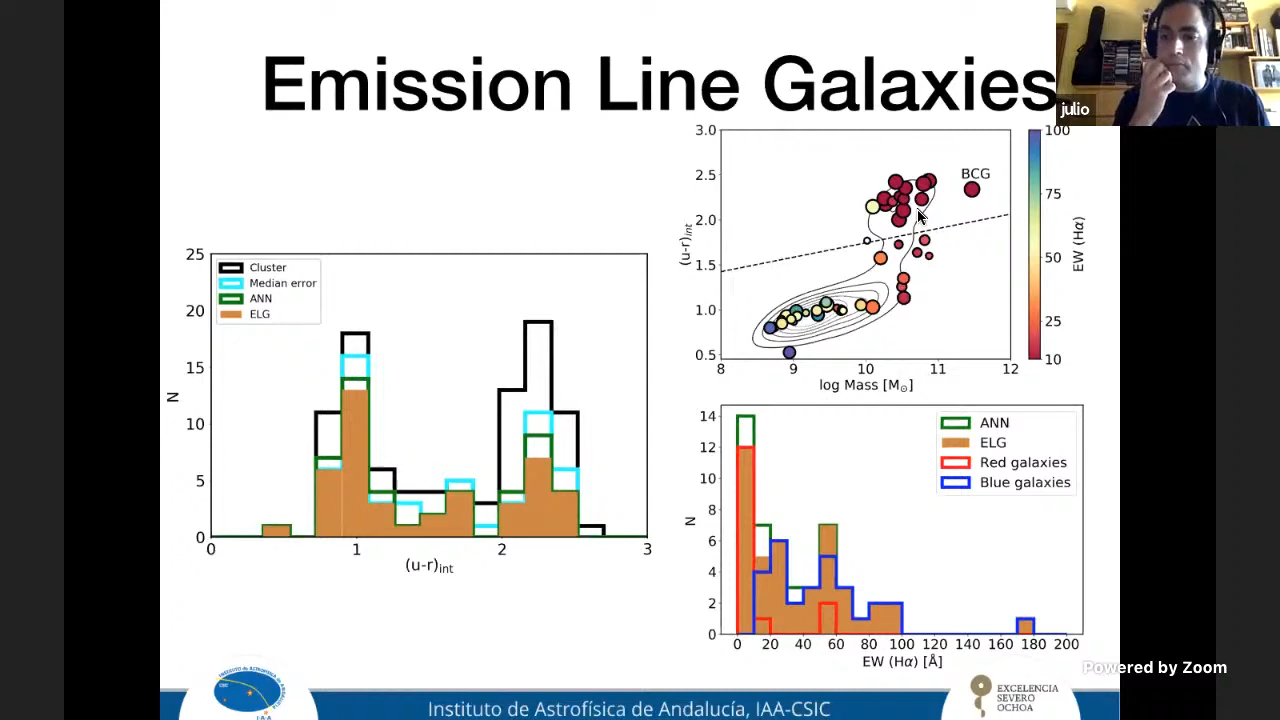 Emission Line Galaxies
julio
3.0
2.5
2.0
1.5
1.0
0.5
(u-r)int
BCG
8
9
10
11
12
log Mass [M⊙]
100
75
50
25
10
EW (Hα)
25
20
15
10
5
0
N
Cluster
Median error
ANN
ELG
0
1
2
3
(u-r)int
14
12
10
8
6
4
2
0
N
ANN
ELG
Red galaxies
Blue galaxies
0 20 40 60 80 100 120 140 160 180 200
EW (Hα) [Å]
Powered by Zoom
Instituto de Astrofísica de Andalucía, IAA-CSIC
EXCELENCIA
SEVERO
OCHOA